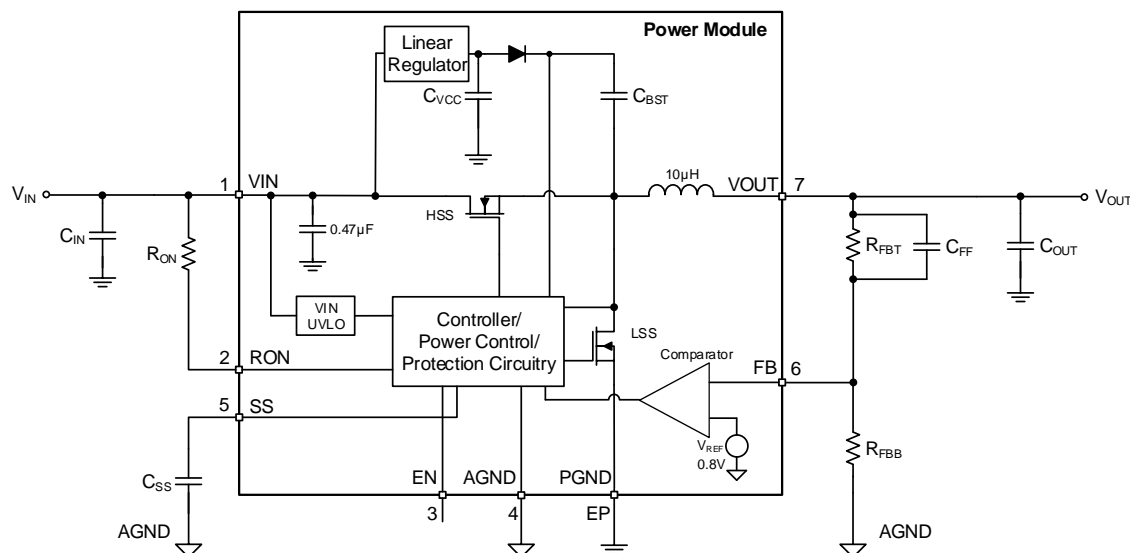 Power Module
Linear
Regulator
CVCC
CBST
10µH
1
VIN
VOUT
7
VIN
VOUT
HSS
0.47µF
CIN
RON
RFBT
CFF
COUT
VIN
UVLO
Controller/
Power Control/
Protection Circuitry
LSS
Comparator
2
RON
FB
6
5
SS
VREF
0.8V
RFBB
CSS
EN
AGND
PGND
AGND
3
4
EP
AGND